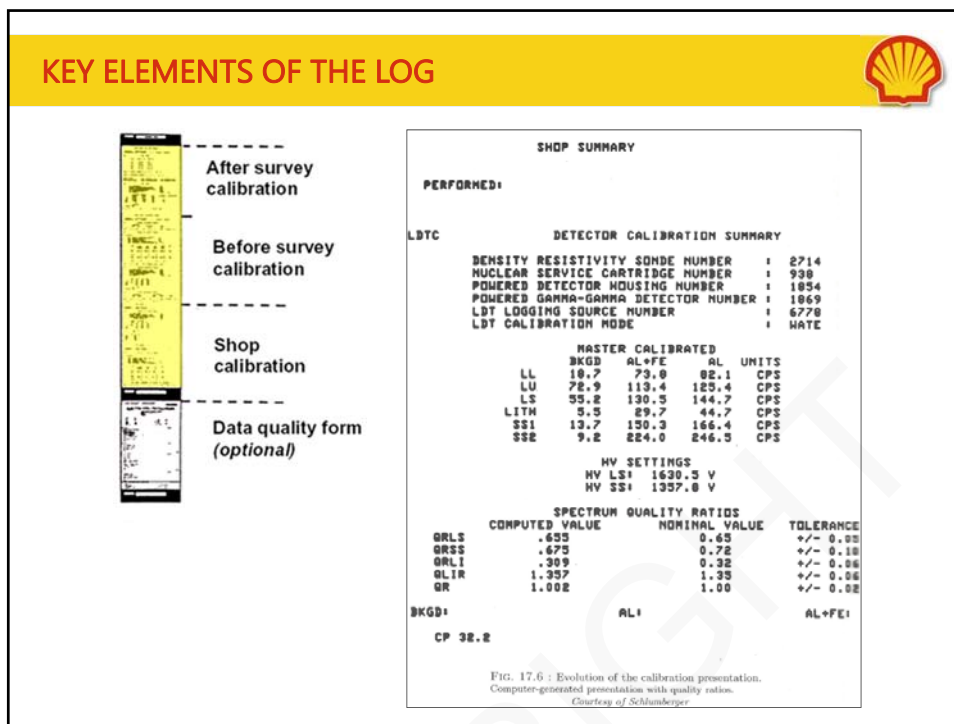 KEY ELEMENTS OF THE LOG
After survey
calibration
Before survey
calibration
Shop
calibration
Data quality form
(optional)
SHOP SUMMARY
PERFORMED:
LDTC DETECTOR CALIBRATION SUMMARY
DENSITY RESISTIVITY SONDE NUMBER : 2714
NUCLEAR SERVICE CARTRIDGE NUMBER : 938
POWERED DETECTOR HOUSING NUMBER : 1854
POWERED GAMMA-GAMMA DETECTOR NUMBER : 1869
LDT LOGGING SOURCE NUMBER : 6778
LDT CALIBRATION MODE : WATE
MASTER CALIBRATED
BKGD AL+FE AL UNITS
LL 18.7 73.8 82.1 CPS
LU 72.9 113.4 125.4 CPS
LS 55.2 130.5 144.7 CPS
LITH 5.5 29.7 44.7 CPS
SS1 13.7 150.3 166.4 CPS
SS2 9.2 224.0 246.5 CPS
HV SETTINGS
HV LS: 1630.5 V
HV SS: 1357.8 V
SPECTRUM QUALITY RATIOS
COMPUTED VALUE NOMINAL VALUE TOLERANCE
QRLS .655 0.65 +/- 0.05
QRSS .675 0.72 +/- 0.10
QRLI .309 0.32 +/- 0.06
QLIR 1.357 1.35 +/- 0.06
QR 1.002 1.00 +/- 0.02
BKGD: AL: AL+FE:
CP 32.2
FIG. 17.6 : Evolution of the calibration presentation.
Computer-generated presentation with quality ratios.
Courtesy of Schlumberger